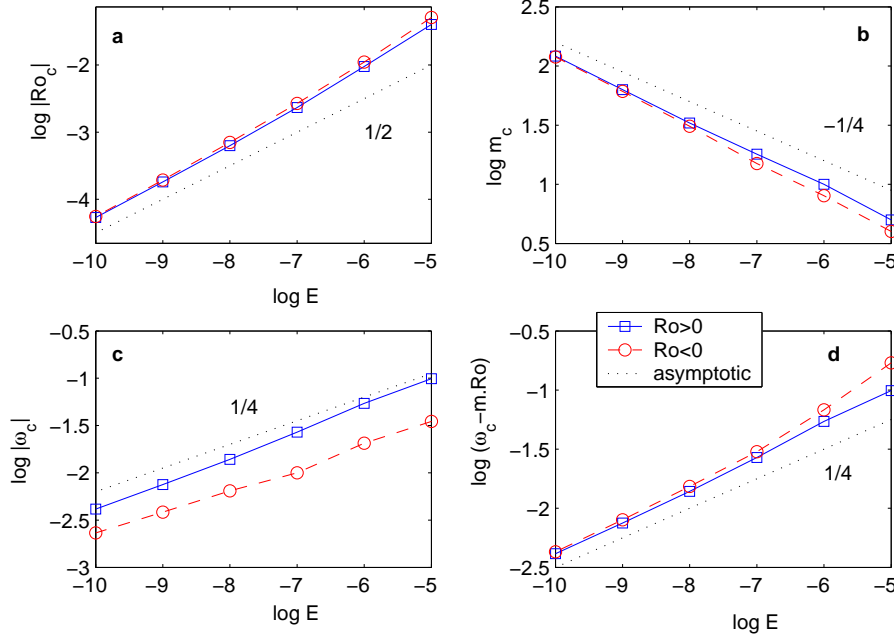 a
log |Ro_c|
−2
−3
−4
1/2
−10 −9 −8 −7 −6 −5
log E
b
log m_c
2.5
2
1.5
1
0.5
−1/4
−10 −9 −8 −7 −6 −5
log E
c
log |ω_c|
−0.5
−1
−1.5
−2
−2.5
−3
1/4
−10 −9 −8 −7 −6 −5
log E
Ro>0
Ro<0
asymptotic
d
log (ω_c−m.Ro)
−0.5
−1
−1.5
−2
−2.5
1/4
−10 −9 −8 −7 −6 −5
log E